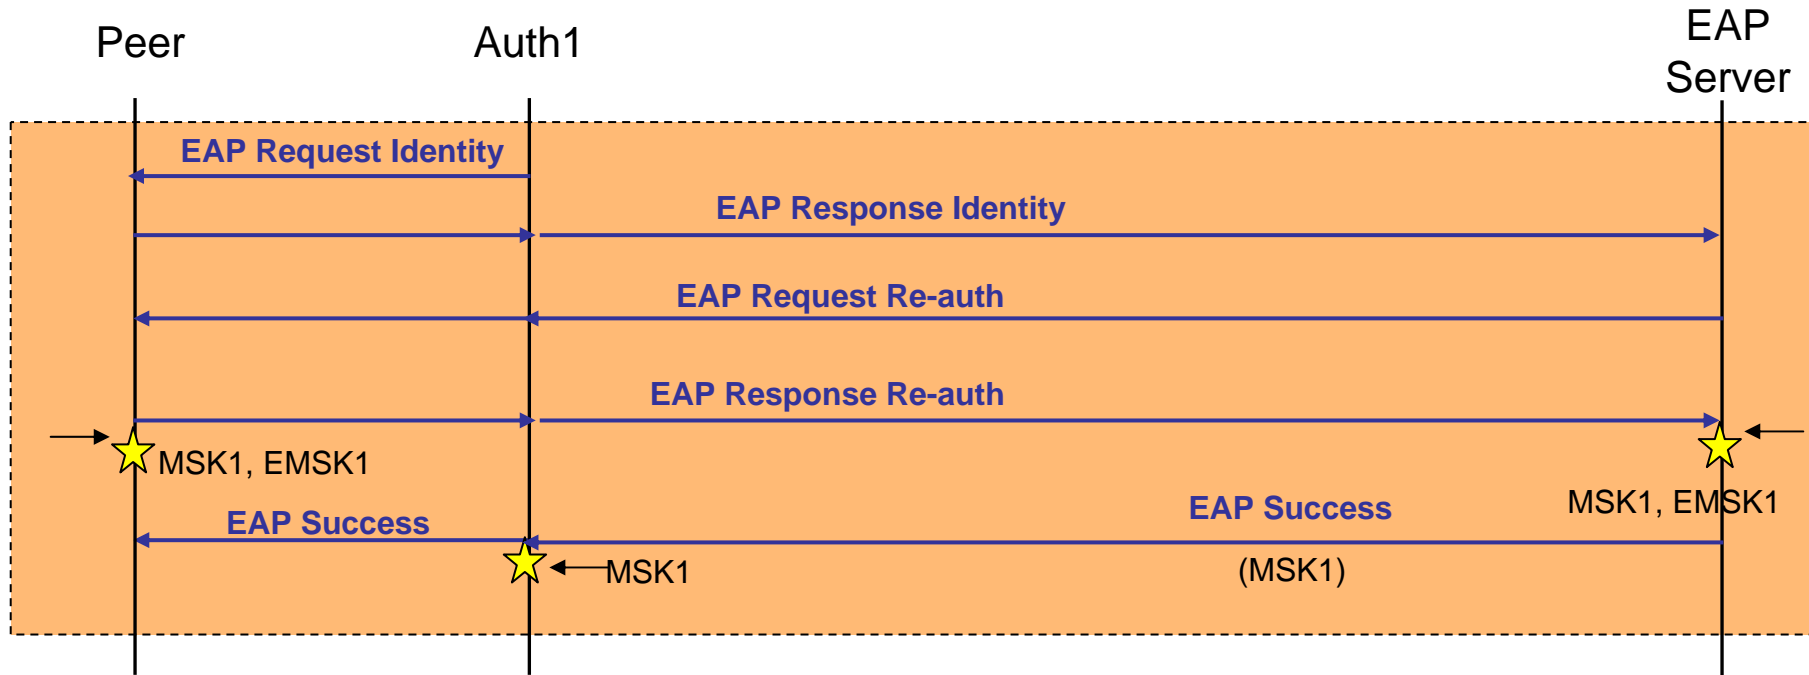 Peer
Auth1
EAP
Server
EAP Request Identity
EAP Response Identity
EAP Request Re-auth
EAP Response Re-auth
MSK1, EMSK1
MSK1, EMSK1
EAP Success
EAP Success
MSK1
(MSK1)